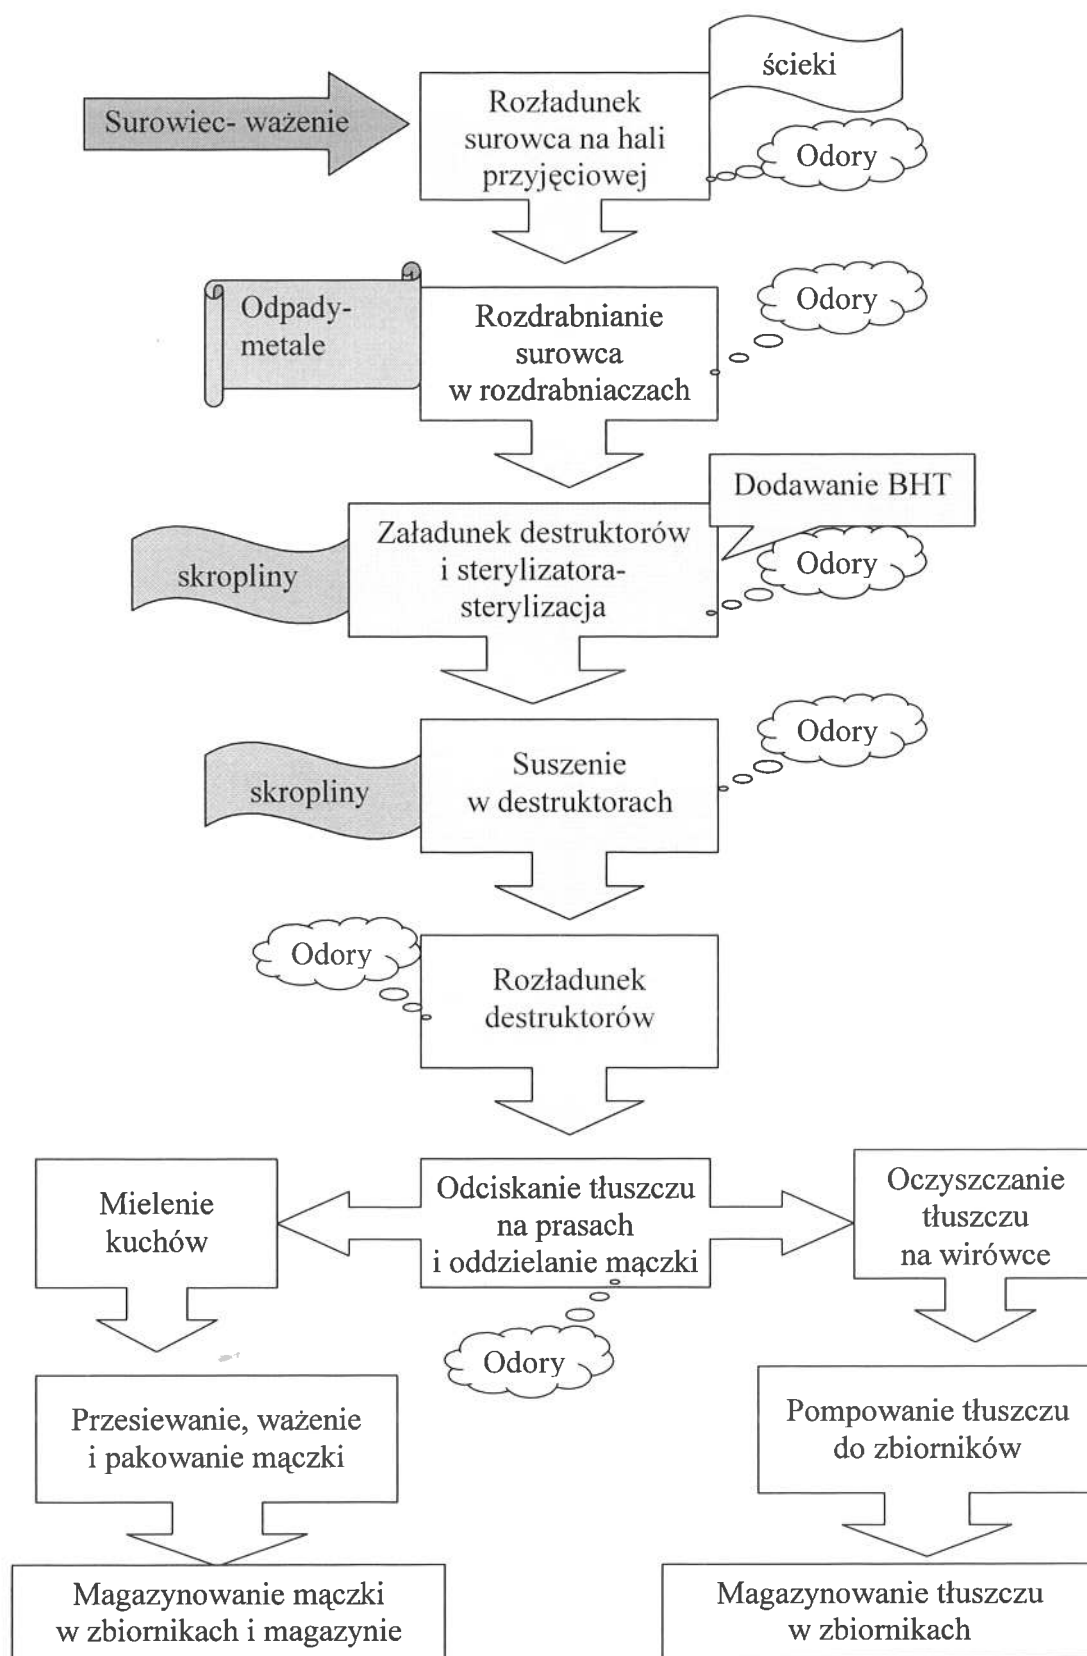 ścieki
Surowiec- ważenie
Rozładunek
surowca na hali
przyjęciowej
Odory
Odpady-
metale
Rozdrabnianie
surowca
w rozdrabniaczach
Odory
Dodawanie BHT
skropliny
Załadunek destruktorów
i sterylizatora-
sterylizacja
Odory
skropliny
Suszenie
w destruktorach
Odory
Odory
Rozładunek
destruktorów
Mielenie
kuchów
Odciskanie tłuszczu
na prasach
i oddzielanie mączki
Oczyszczanie
tłuszczu
na wirówce
Odory
Przesiewanie, ważenie
i pakowanie mączki
Pompowanie tłuszczu
do zbiorników
Magazynowanie mączki
w zbiornikach i magazynie
Magazynowanie tłuszczu
w zbiornikach